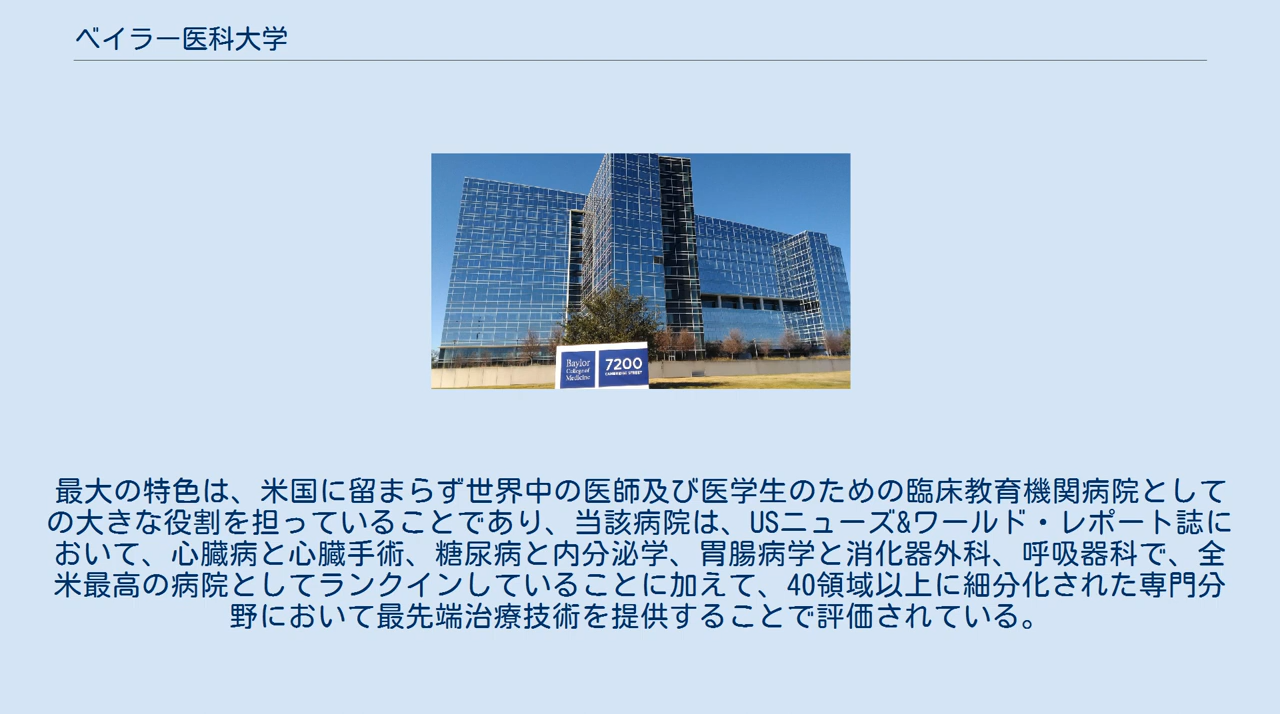 ベイラー医科大学
Baylor
College of
Medicine
7200
CAMBRIDGE STREET
最大の特色は、米国に留まらず世界中の医師及び医学生のための臨床教育機関病院として
の大きな役割を担っていることであり、当該病院は、USニューズ&ワールド・レポート誌に
おいて、心臓病と心臓手術、糖尿病と内分泌学、胃腸病学と消化器外科、呼吸器科で、全
米最高の病院としてランクインしていることに加えて、40領域以上に細分化された専門分
野において最先端治療技術を提供することで評価されている。